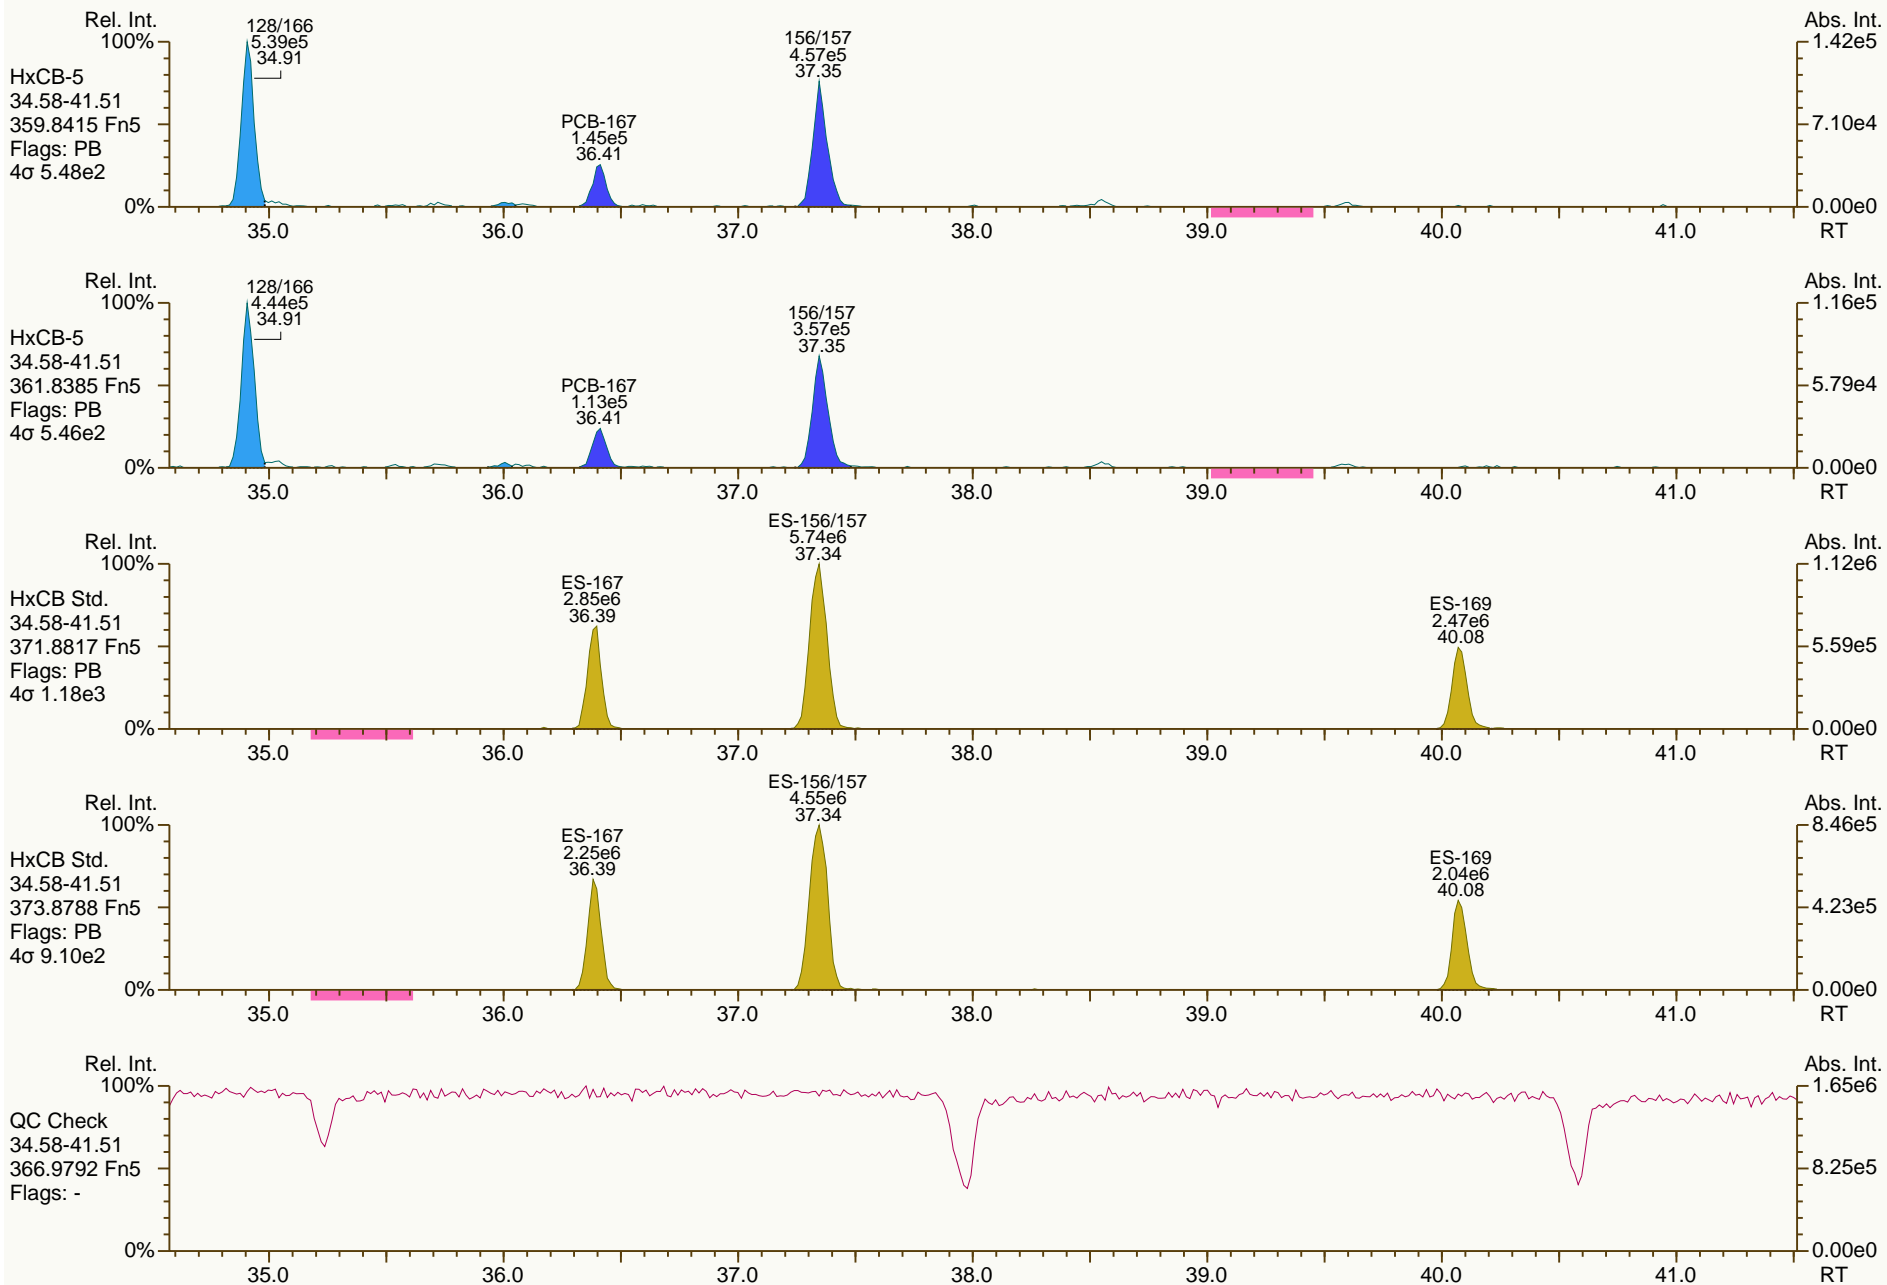 Rel. Int.
Abs. Int.
128/166
5.39e5
34.91
156/157
4.57e5
37.35
PCB-167
1.45e5
36.41
100%
50%
0%
HxCB-5
34.58-41.51
359.8415 Fn5
Flags: PB
4σ 5.48e2
1.42e5
7.10e4
0.00e0
35.0 36.0 37.0 38.0 39.0 40.0 41.0 RT
Rel. Int.
Abs. Int.
128/166
4.44e5
34.91
156/157
3.57e5
37.35
PCB-167
1.13e5
36.41
100%
50%
0%
HxCB-5
34.58-41.51
361.8385 Fn5
Flags: PB
4σ 5.46e2
1.16e5
5.79e4
0.00e0
35.0 36.0 37.0 38.0 39.0 40.0 41.0 RT
Rel. Int.
Abs. Int.
ES-156/157
5.74e6
37.34
ES-167
2.85e6
36.39
ES-169
2.47e6
40.08
100%
50%
0%
HxCB Std.
34.58-41.51
371.8817 Fn5
Flags: PB
4σ 1.18e3
1.12e6
5.59e5
0.00e0
35.0 36.0 37.0 38.0 39.0 40.0 41.0 RT
Rel. Int.
Abs. Int.
ES-156/157
4.55e6
37.34
ES-167
2.25e6
36.39
ES-169
2.04e6
40.08
100%
50%
0%
HxCB Std.
34.58-41.51
373.8788 Fn5
Flags: PB
4σ 9.10e2
8.46e5
4.23e5
0.00e0
35.0 36.0 37.0 38.0 39.0 40.0 41.0 RT
Rel. Int.
Abs. Int.
100%
50%
0%
QC Check
34.58-41.51
366.9792 Fn5
Flags: -
1.65e6
8.25e5
0.00e0
35.0 36.0 37.0 38.0 39.0 40.0 41.0 RT